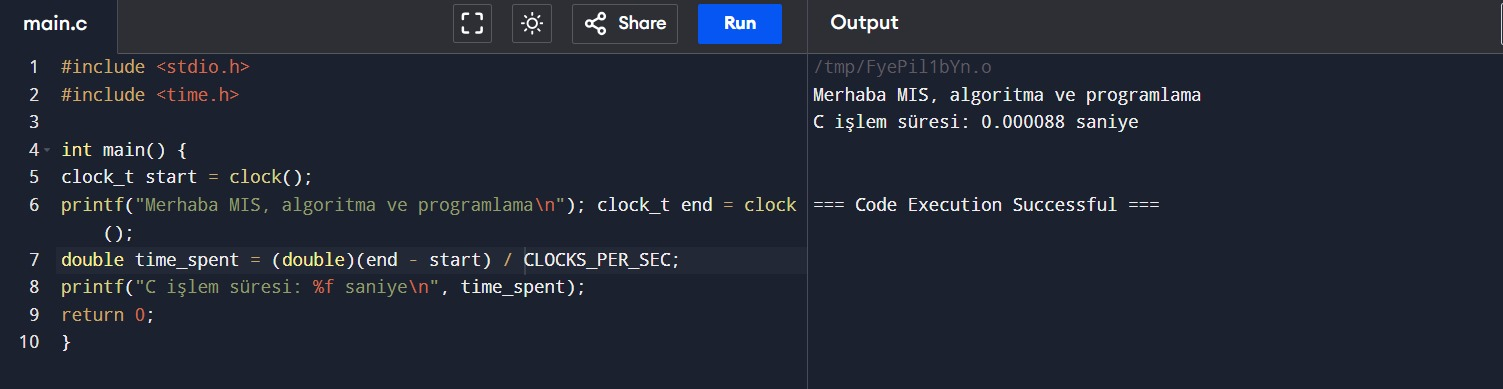 main.c Share Run Output
1 #include <stdio.h>
2 #include <time.h>
3
4 int main() {
5 clock_t start = clock();
6 printf("Merhaba MIS, algoritma ve programlama\n"); clock_t end = clock
();
7 double time_spent = (double)(end - start) / CLOCKS_PER_SEC;
8 printf("C işlem süresi: %f saniye\n", time_spent);
9 return 0;
10 }
/tmp/FyePil1bYn.o
Merhaba MIS, algoritma ve programlama
C işlem süresi: 0.000088 saniye
=== Code Execution Successful ===